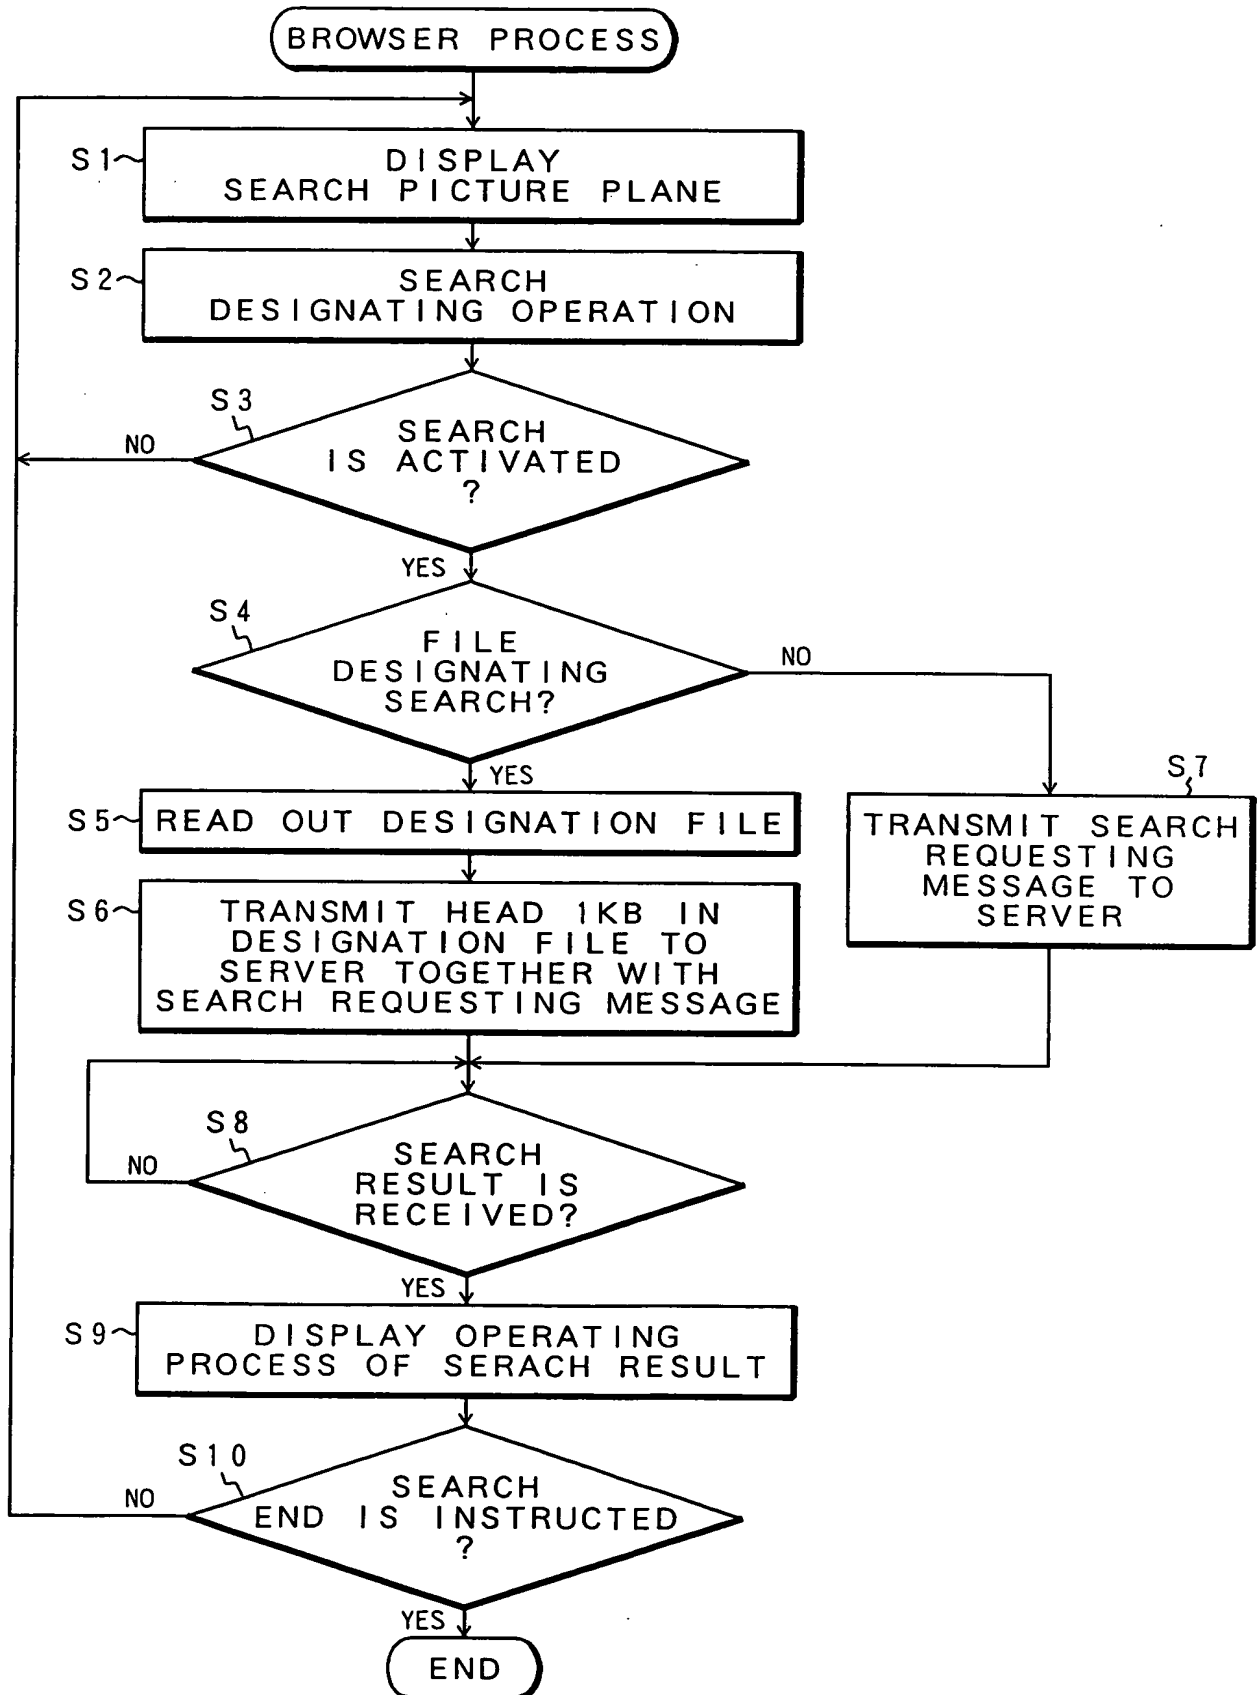 BROWSER PROCESS
S1
DISPLAY
SEARCH PICTURE PLANE
S2
SEARCH
DESIGNATING OPERATION
S3
SEARCH
IS ACTIVATED
?
NO
YES
S4
FILE
DESIGNATING
SEARCH?
NO
YES
S5
READ OUT DESIGNATION FILE
S6
TRANSMIT HEAD 1KB IN
DESIGNATION FILE TO
SERVER TOGETHER WITH
SEARCH REQUESTING MESSAGE
S7
TRANSMIT SEARCH
REQUESTING
MESSAGE TO
SERVER
S8
SEARCH
RESULT IS
RECEIVED?
NO
YES
S9
DISPLAY OPERATING
PROCESS OF SERACH RESULT
S10
SEARCH
END IS INSTRUCTED
?
NO
YES
END